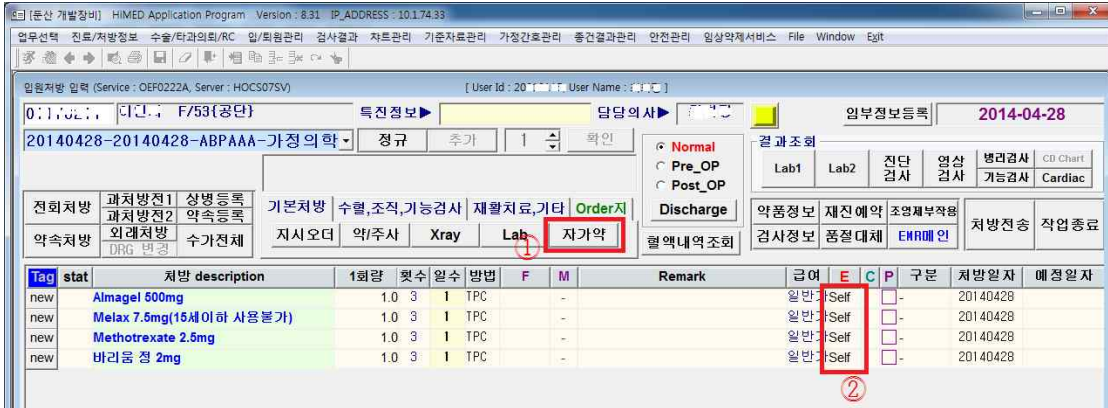 [둔산 개발장비] HiMED Application Program Version : 8.31 IP_ADDRESS : 10.1.74.33
업무선택 진료/처방정보 수술/타과의뢰/RC 입/퇴원관리 검사결과 챠트관리 기준자료관리 가정간호관리 종건결과관리 안전관리 임상약제서비스 File Window Exit
입원처방 입력 (Service : OEF0222A, Server : HOCS07SV) [ User Id : 20 User Name : ]
F/53{공단} 특진정보▶ 담당의사▶ 임부정보등록 2014-04-28
20140428-20140428-ABPAAA-가정의학 정규 추가 1 확인
Normal
Pre_OP
Post_OP
Discharge
혈액내역조회
결과조회
Lab1 Lab2 진단검사 영상검사 병리검사 CD Chart
기능검사 Cardiac
전회처방 과처방전1 상병등록
과처방전2 약속등록
약속처방 외래처방 수가전체
DRG 변경
기본처방 수혈,조직,기능검사 재활치료,기타 Order지
지시오더 약/주사 Xray Lab 자가약
①
약품정보 재진예약 조영제부작용 처방전송 작업종료
검사정보 품절대체 EMR메인
Tag stat 처방 description 1회량 횟수 일수 방법 F M Remark 급여 E C P 구분 처방일자 예정일자
new Almagel 500mg 1.0 3 1 TPC - 일반 Self - 20140428
new Melax 7.5mg(15세이하 사용불가) 1.0 3 1 TPC - 일반 Self - 20140428
new Methotrexate 2.5mg 1.0 3 1 TPC - 일반 Self - 20140428
new 바리움 정 2mg 1.0 3 1 TPC - 일반 Self - 20140428
②